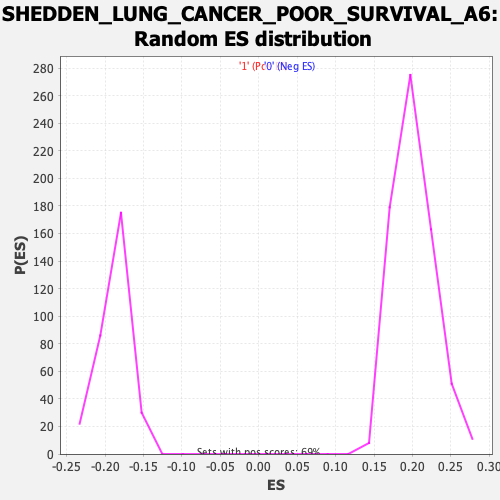 SHEDDEN_LUNG_CANCER_POOR_SURVIVAL_A6:
Random ES distribution
'1' (Pc'0' (Neg ES)
280
260
240
220
200
180
160
140
120
100
80
60
40
20
0
P(ES)
Sets with pos scores: 69%
-0.25 -0.20 -0.15 -0.10 -0.05 0.00 0.05 0.10 0.15 0.20 0.25 0.30
ES